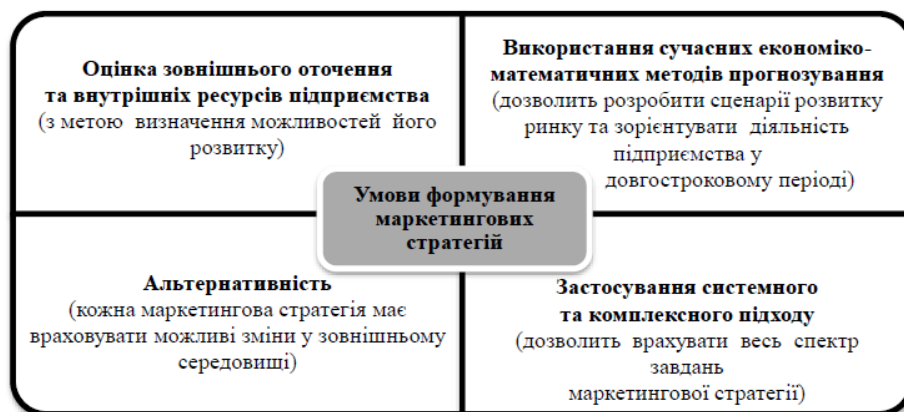 Оцінка зовнішнього оточення
та внутрішніх ресурсів підприємства
(з метою визначення можливостей його
розвитку)
Використання сучасних економіко-
математичних методів прогнозування
(дозволить розробити сценарії розвитку
ринку та зорієнтувати діяльність
підприємства у
довгостроковому періоді)
Умови формування
маркетингових
стратегій
Альтернативність
(кожна маркетингова стратегія має
враховувати можливі зміни у зовнішньому
середовищі)
Застосування системного
та комплексного підходу
(дозволить врахувати весь спектр
завдань
маркетингової стратегії)